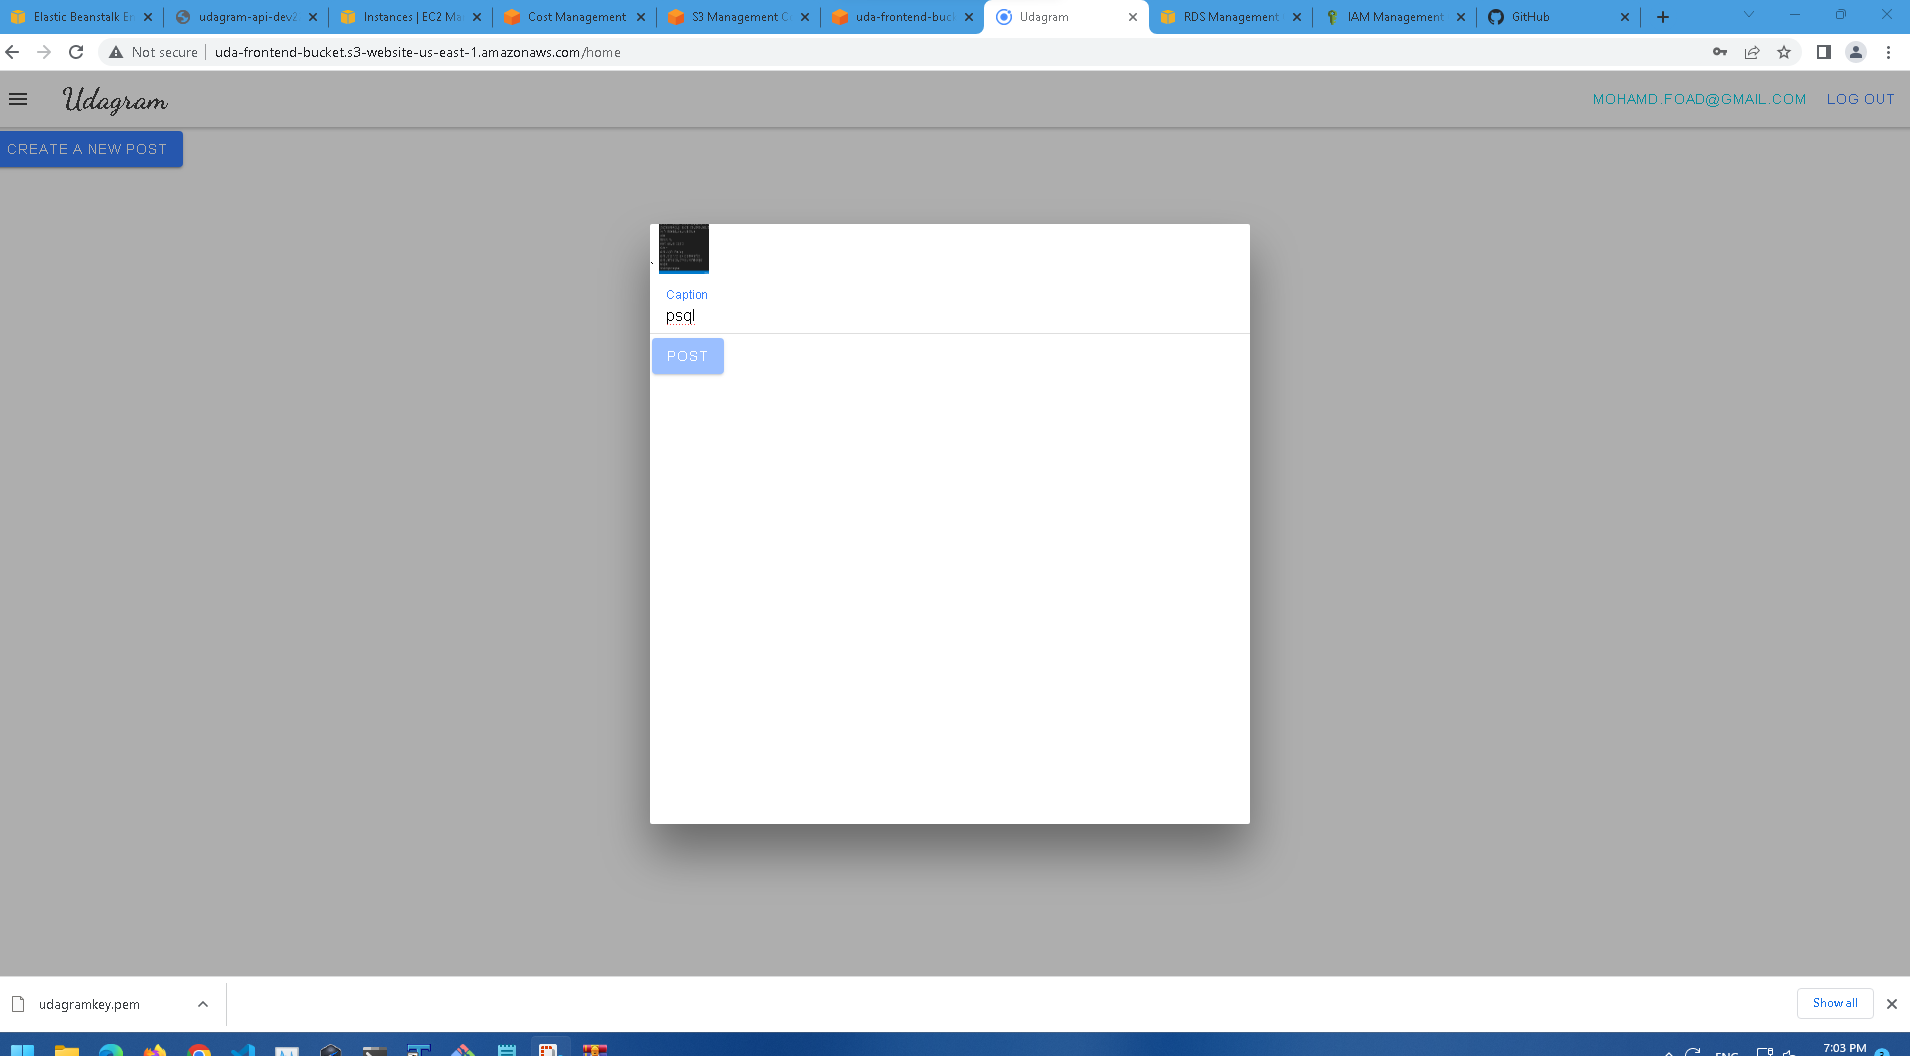 Elastic Beanstalk En
udagram-api-dev2.
Instances | EC2 Ma
Cost Management
S3 Management Co
uda-frontend-buck
Udagram
RDS Management
IAM Management
GitHub
Not secure
uda-frontend-bucket.s3-website-us-east-1.amazonaws.com/home
Udagram
MOHAMD.FOAD@GMAIL.COM
LOG OUT
CREATE A NEW POST
Caption
psql
POST
udagramkey.pem
Show all
ENG
7:03 PM